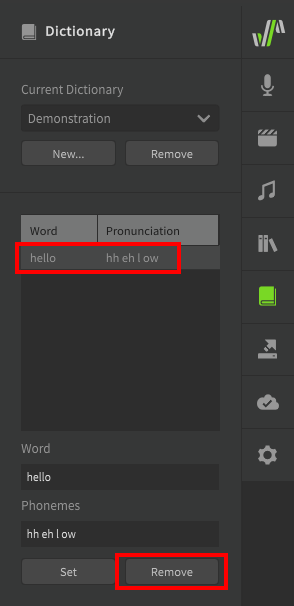 Dictionary
Current Dictionary
Demonstration
New... Remove
Word Pronunciation
hello hh eh l ow
Word
hello
Phonemes
hh eh l ow
Set Remove